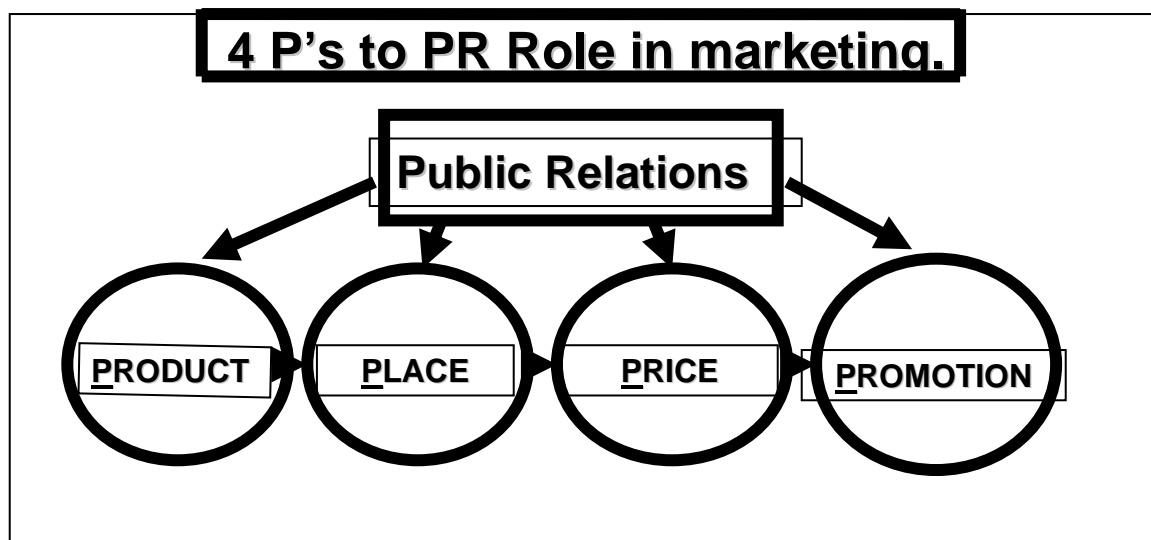 4 P’s to PR Role in marketing.
Public Relations
PRODUCT
PLACE
PRICE
PROMOTION